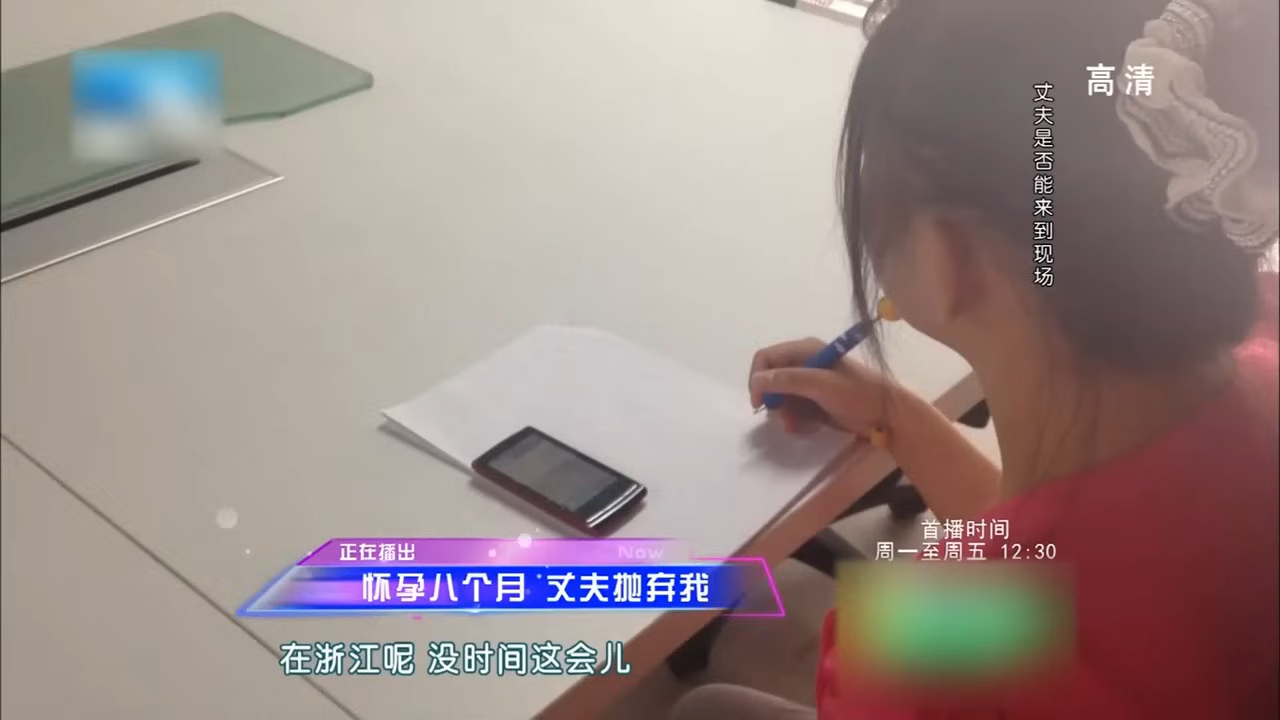 高清
丈夫是否能来到现场
首播时间
周一至周五 12:30
正在播出
Now
怀孕八个月 丈夫抛弃我
在浙江呢 没时间这会儿